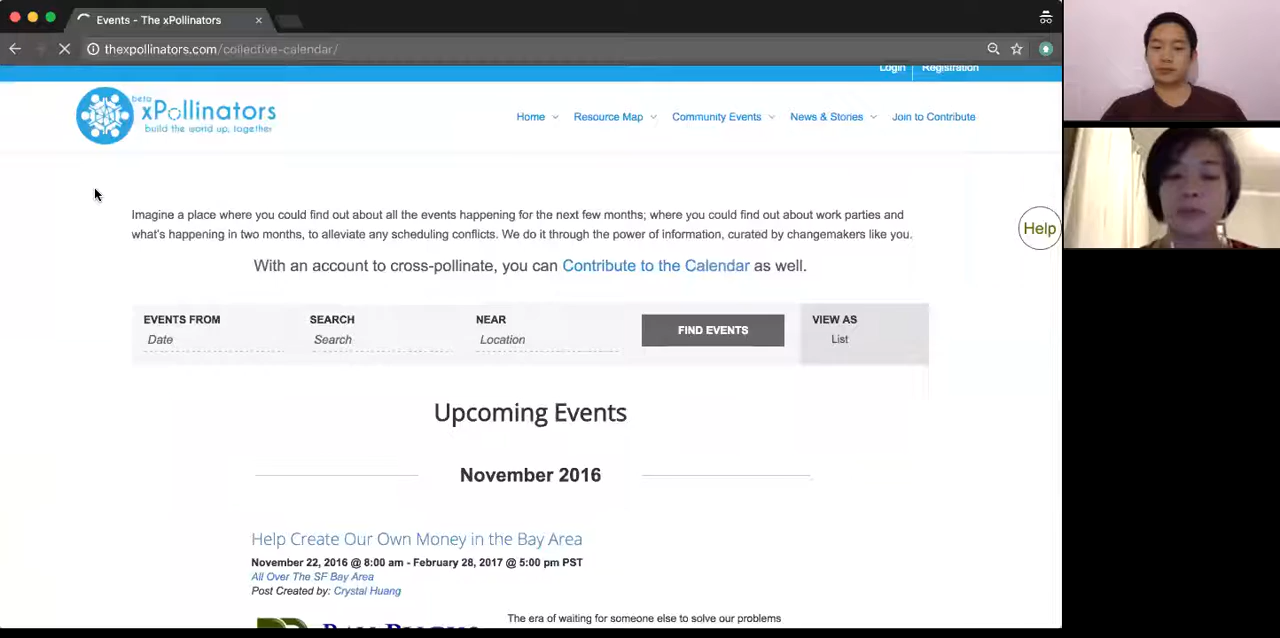 Events - The xPollinators
thexpollinators.com/collective-calendar/
Login
Registration
beta
xPollinators
build the world up, together
Home
Resource Map
Community Events
News & Stories
Join to Contribute
Imagine a place where you could find out about all the events happening for the next few months; where you could find out about work parties and
what's happening in two months, to alleviate any scheduling conflicts. We do it through the power of information, curated by changemakers like you.
Help
With an account to cross-pollinate, you can Contribute to the Calendar as well.
EVENTS FROM
SEARCH
NEAR
FIND EVENTS
VIEW AS
Date
Search
Location
List
Upcoming Events
November 2016
Help Create Our Own Money in the Bay Area
November 22, 2016 @ 8:00 am - February 28, 2017 @ 5:00 pm PST
All Over The SF Bay Area
Post Created by: Crystal Huang
The era of waiting for someone else to solve our problems